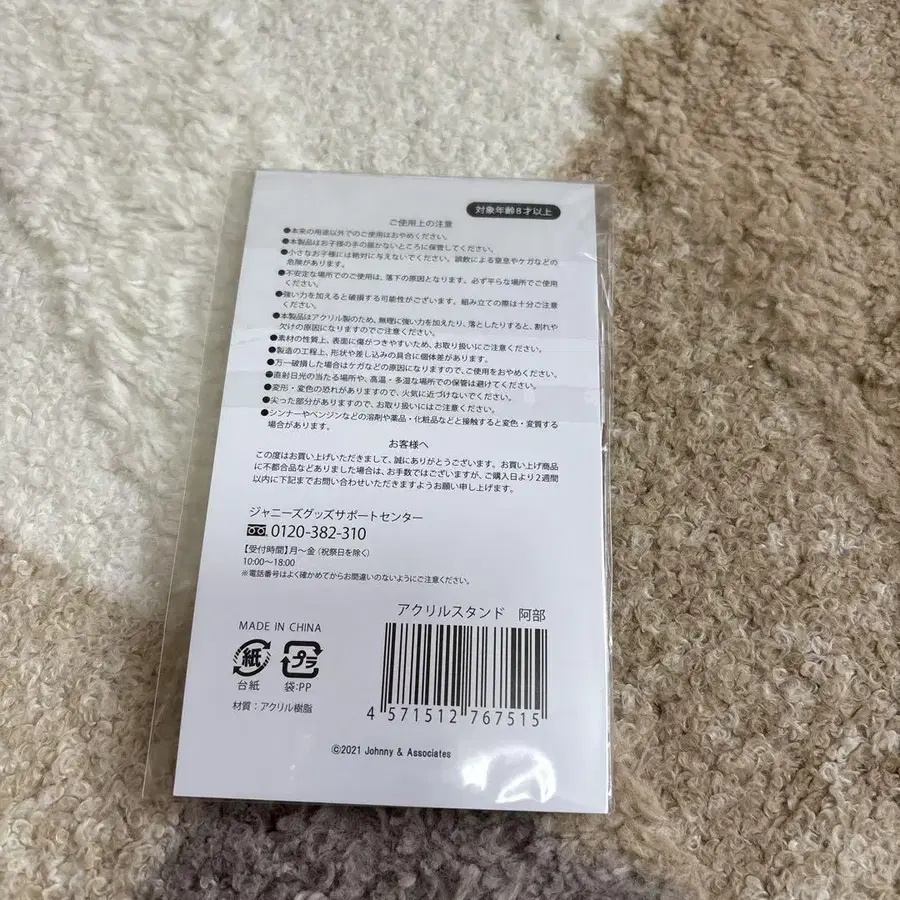 対象年齢8才以上
ご使用上の注意
●本来の用途以外でのご使用はおやめください。
●本製品はお子様の手の届かないところに保管してください。
●小さなお子様には絶対に与えないでください。誤飲による窒息やケガなどの
危険があります。
●不安定な場所でのご使用は、落下の原因となります。必ず平らな場所でご使用
ください。
●強い力を加えると破損する可能性がございます。組み立ての際は十分ご注意
ください。
●本製品はアクリル製のため、無理に強い力を加えたり、落としたりすると、割れや
欠けの原因になりますのでご注意ください。
●素材の性質上、表面に傷がつきやすいため、お取り扱いにご注意ください。
●製造の工程上、形状や差し込みの具合に個体差があります。
●万一破損した場合はケガなどの原因になりますので、ご使用をおやめください。
●直射日光の当たる場所や、高温・多湿な場所での保管は避けてください。
●変形・変色の恐れがありますので、火気に近づけないでください。
●尖った部分がありますので、お取り扱いにはご注意ください。
●シンナーやベンジンなどの溶剤や薬品・化粧品などと接触すると変色・変質する
場合があります。
お客様へ
この度はお買い上げいただきまして、誠にありがとうございます。お買い上げ商品
に不都合品などありました場合は、お手数ではございますが、ご購入日より2週間
以内に下記までお問い合わせいただきますようお願い申し上げます。
ジャニーズグッズサポートセンター
0120-382-310
【受付時間】月～金（祝祭日を除く）
10:00～18:00
※電話番号はよく確かめてからお間違いのないようにご注意ください。
アクリルスタンド 阿部
MADE IN CHINA
紙 プラ
台紙 袋:PP
材質：アクリル樹脂
4 571512 767515
©2021 Johnny & Associates